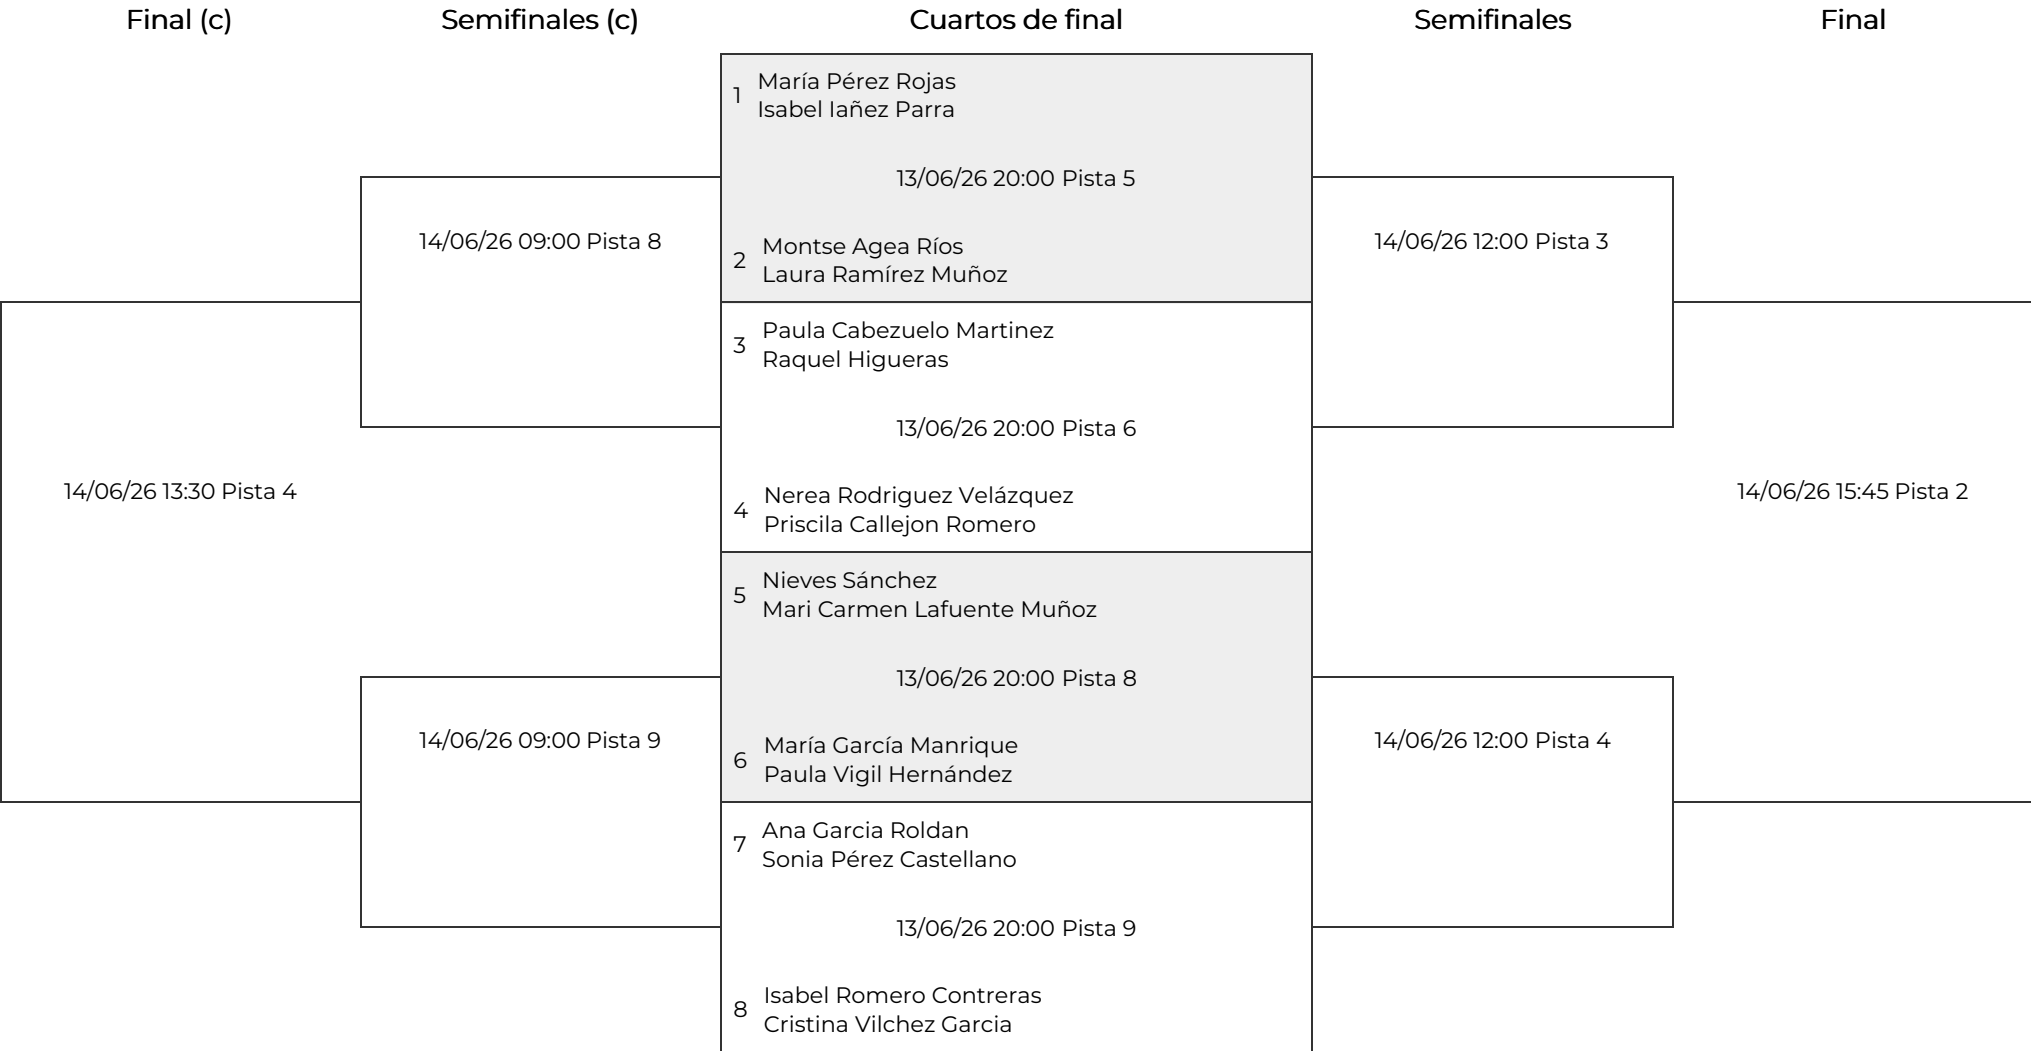 Final (c)
Semifinales (c)
Cuartos de final
Semifinales
Final
1
María Pérez Rojas
Isabel Iañez Parra
13/06/26 20:00 Pista 5
14/06/26 09:00 Pista 8
2
Montse Agea Ríos
Laura Ramírez Muñoz
14/06/26 12:00 Pista 3
3
Paula Cabezuelo Martinez
Raquel Higueras
13/06/26 20:00 Pista 6
14/06/26 13:30 Pista 4
4
Nerea Rodriguez Velázquez
Priscila Callejon Romero
14/06/26 15:45 Pista 2
5
Nieves Sánchez
Mari Carmen Lafuente Muñoz
13/06/26 20:00 Pista 8
14/06/26 09:00 Pista 9
6
María García Manrique
Paula Vigil Hernández
14/06/26 12:00 Pista 4
7
Ana Garcia Roldan
Sonia Pérez Castellano
13/06/26 20:00 Pista 9
8
Isabel Romero Contreras
Cristina Vilchez Garcia